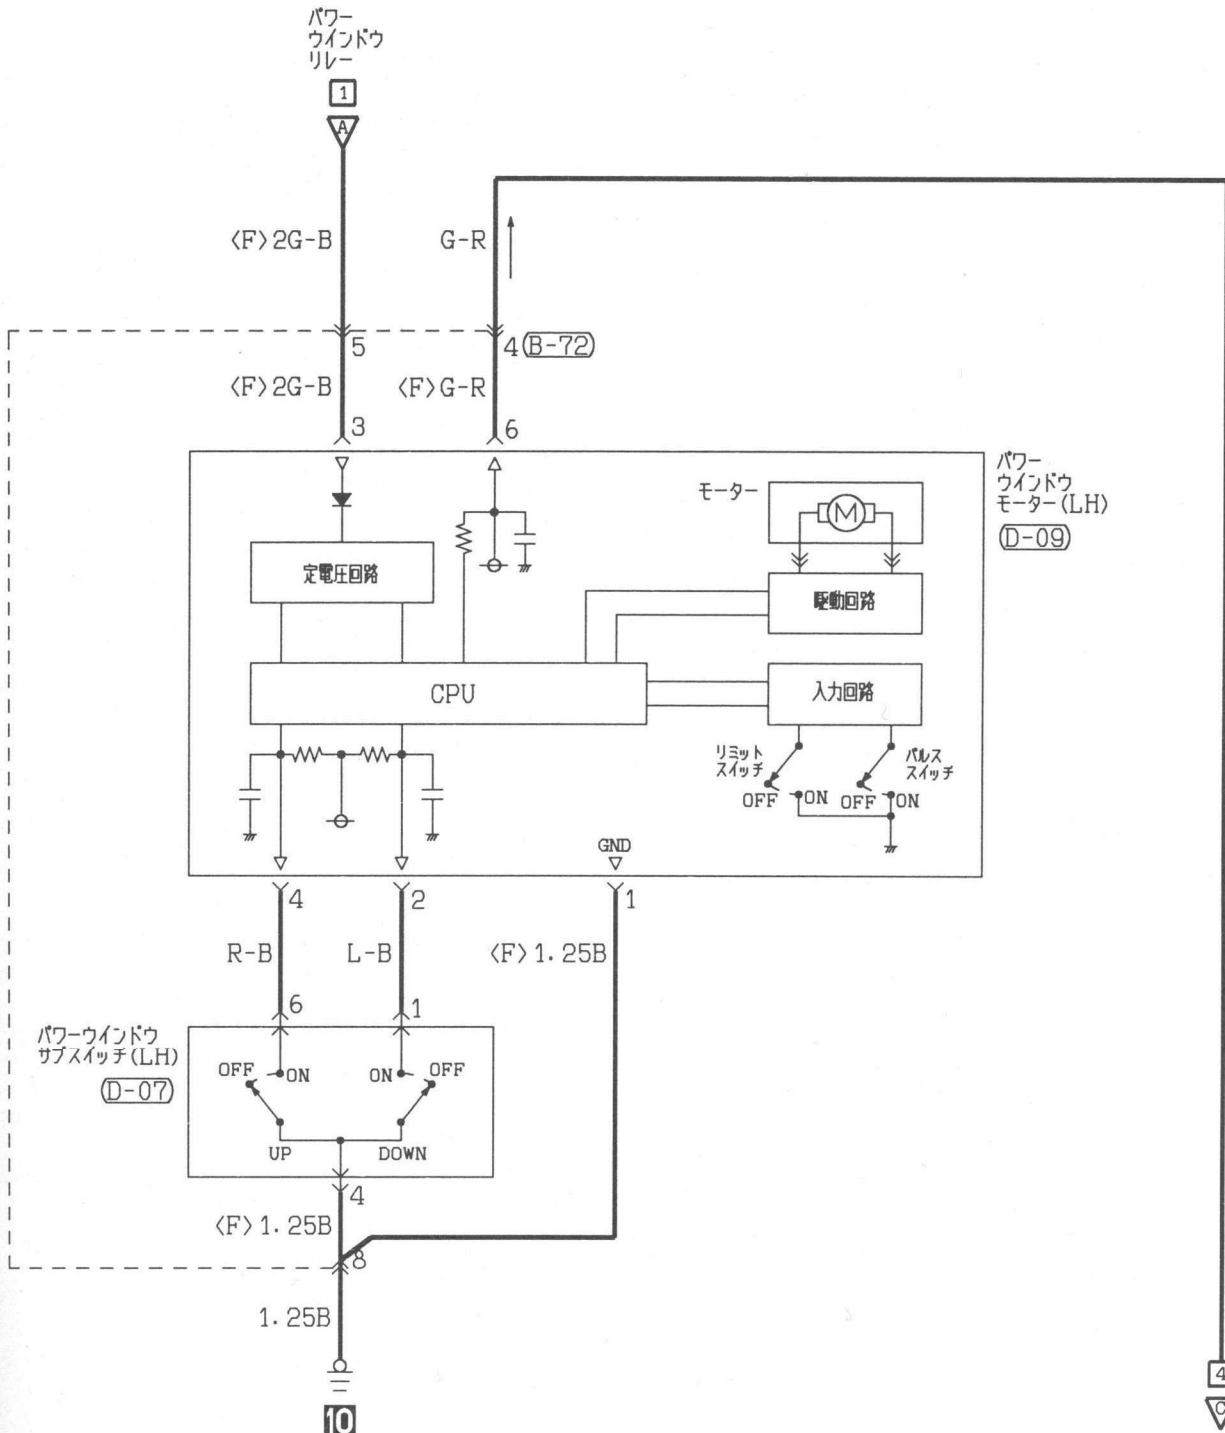 パワー
ウインドウ
リレー
1
A
〈F〉2G-B
G-R
5
4 (B-72)
〈F〉2G-B
〈F〉G-R
3
6
パワー
ウインドウ
モーター(LH)
(D-09)
モーター
M
定電圧回路
駆動回路
CPU
入力回路
リミット
スイッチ
パルス
スイッチ
OFF ON OFF ON
GND
4
2
1
R-B
L-B
〈F〉1.25B
6
1
パワーウインドウ
サブスイッチ(LH)
(D-07)
OFF ON
ON OFF
UP
DOWN
4
〈F〉1.25B
8
1.25B
10
4
C